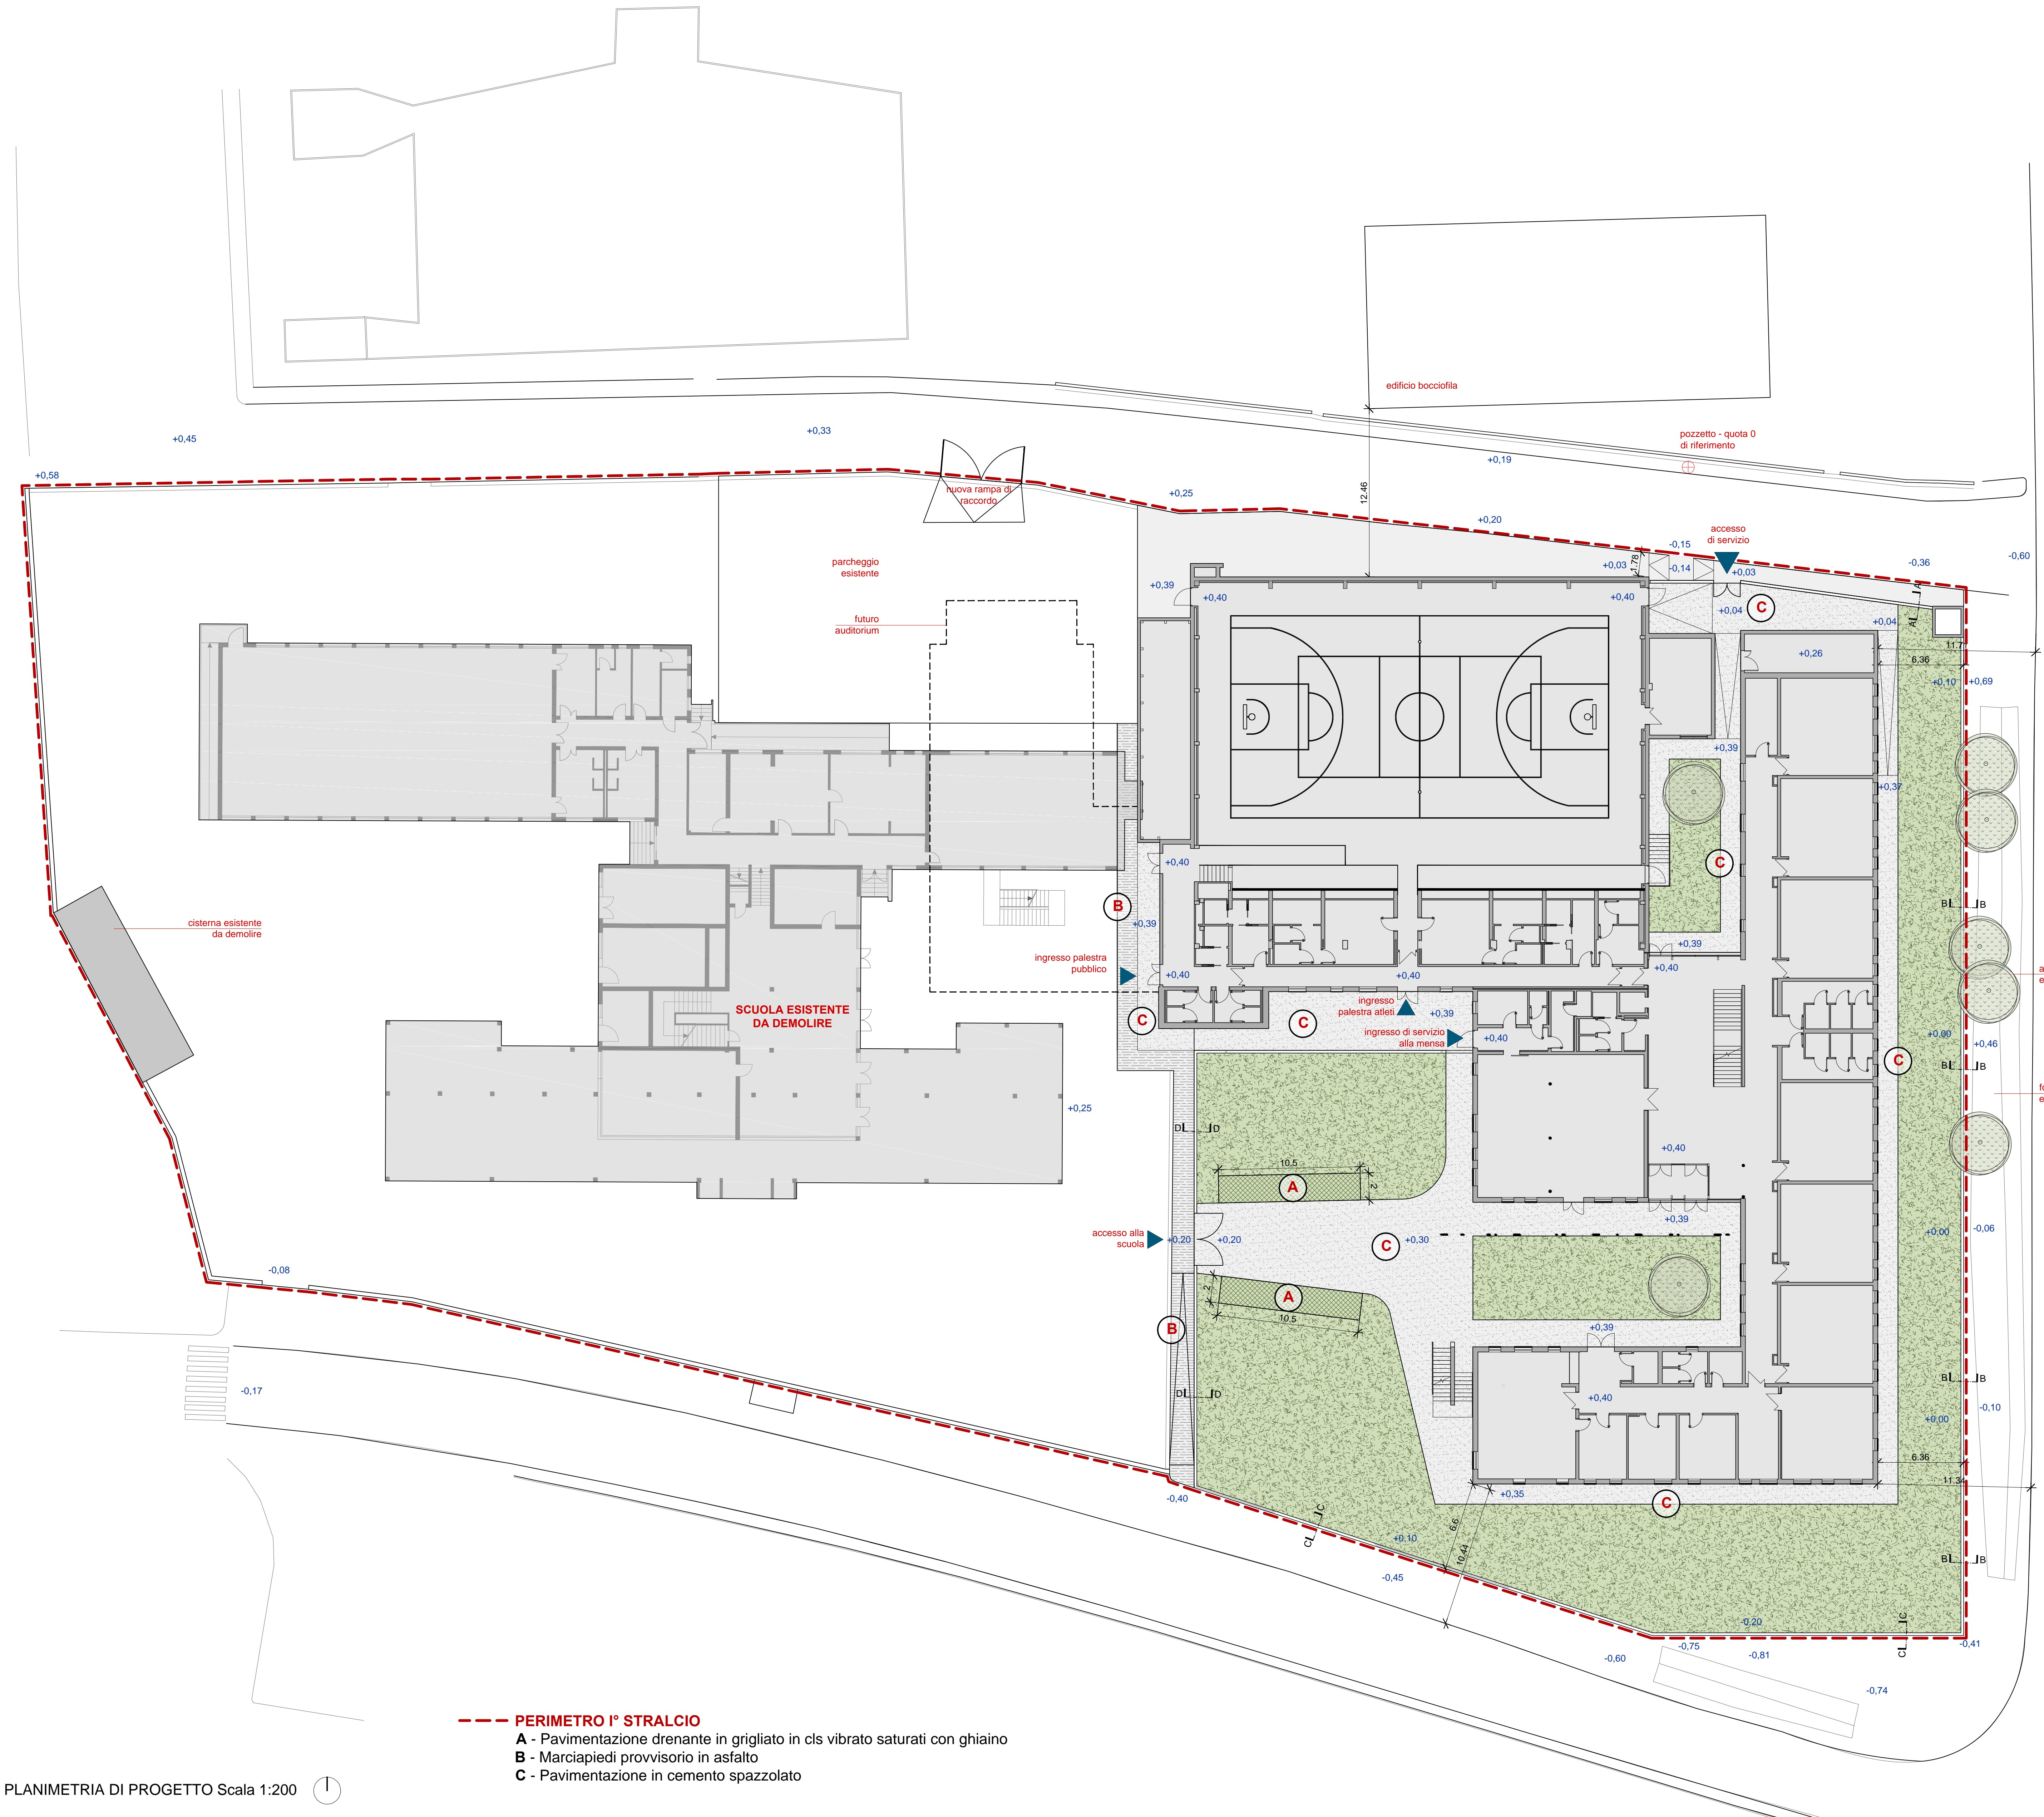 edificio bocciofila
pozzetto - quota 0
di riferimento
+0,45
+0,33
+0,19
+0,58
+0,25
12.46
nuova rampa di
raccordo
+0,20
accesso
di servizio
-0,15
-0,14
+0,03
1.78
+0,03
-0,36
-0,60
parcheggio
esistente
+0,39
+0,40
+0,40
+0,04
C
A
A
+0,04
futuro
auditorium
+0,26
11.7
6.36
+0,10
+0,69
+0,39
+0,37
+0,40
C
B
B
B
cisterna esistente
da demolire
+0,39
+0,39
ingresso palestra
pubblico
+0,40
+0,40
+0,40
SCUOLA ESISTENTE
DA DEMOLIRE
C
C
ingresso
palestra atleti
+0,39
ingresso di servizio
alla mensa
+0,40
+0,00
+0,46
C
B
B
+0,25
D
D
+0,40
10.5
A
2
accesso alla
scuola
+0,20
+0,20
C
+0,30
+0,39
+0,00
-0,06
-0,08
2
A
10.5
B
+0,39
-0,17
D
D
+0,40
B
B
-0,10
+0,00
6.36
11.34
-0,40
+0,35
C
C
C
6.6
10.44
+0,10
-0,45
B
B
-0,20
C
C
-0,75
-0,81
-0,41
-0,60
-0,74
PERIMETRO I° STRALCIO
A - Pavimentazione drenante in grigliato in cls vibrato saturati con ghiaino
B - Marciapiedi provvisorio in asfalto
C - Pavimentazione in cemento spazzolato
PLANIMETRIA DI PROGETTO Scala 1:200